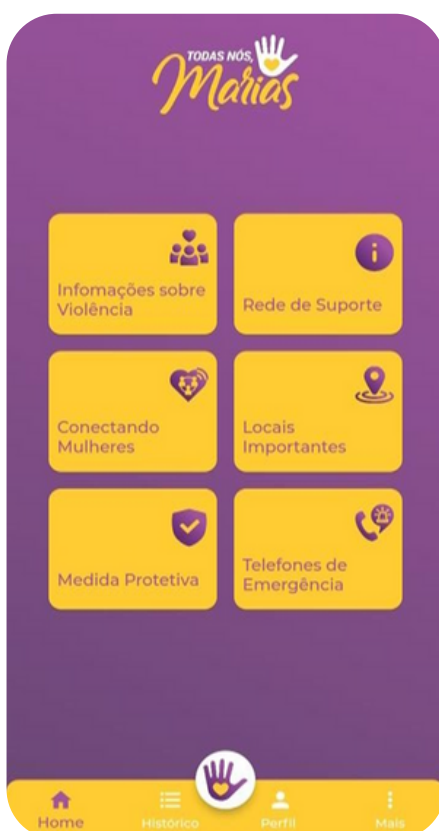 TODAS NÓS,
Marias
Infomações sobre
Violência
Rede de Suporte
Conectando
Mulheres
Locais
Importantes
Medida Protetiva
Telefones de
Emergência
Home
Histórico
Perfil
Mais